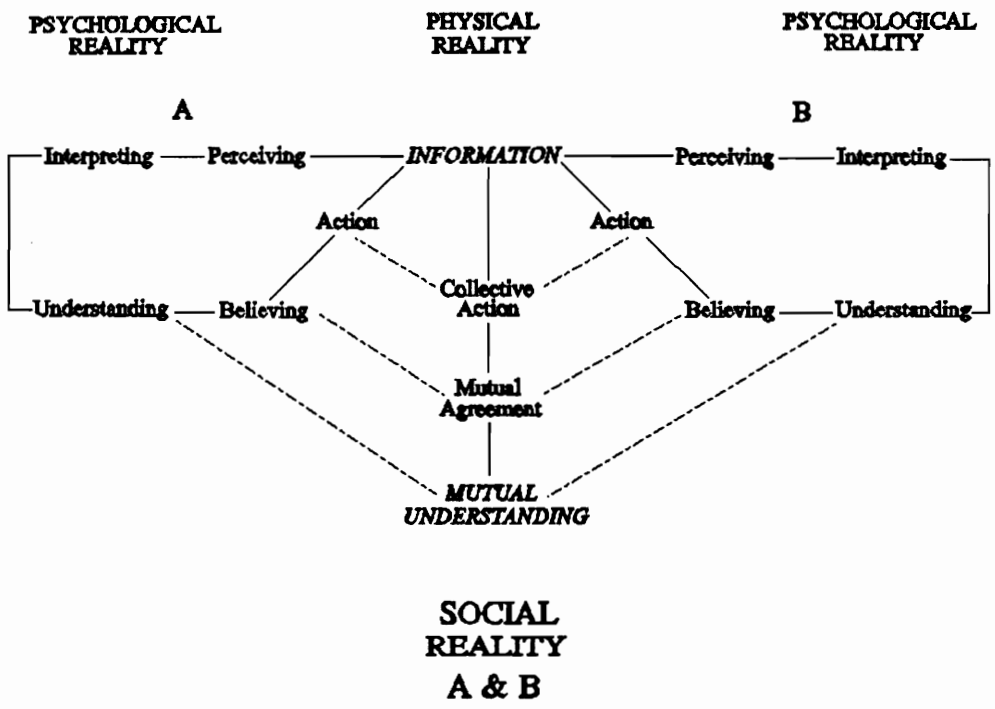 PSYCHOLOGICAL
REALITY
PHYSICAL
REALITY
PSYCHOLOGICAL
REALITY
A
B
Interpreting
Perceiving
INFORMATION
Perceiving
Interpreting
Action
Action
Collective
Action
Understanding
Believing
Believing
Understanding
Mutual
Agreement
MUTUAL
UNDERSTANDING
SOCIAL
REALITY
A & B